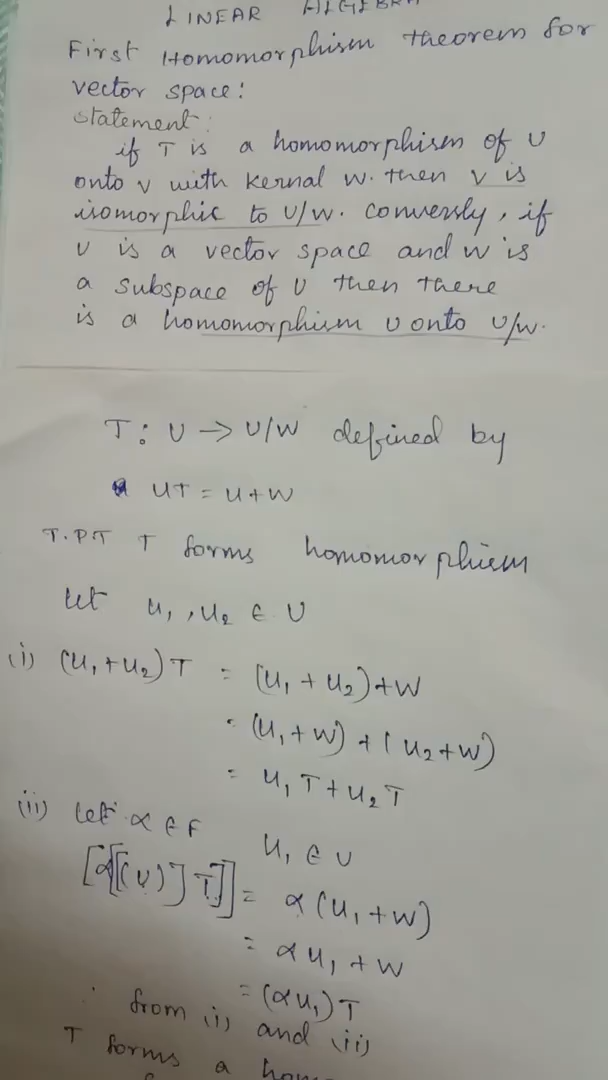 LINEAR ALGEBRA
First Homomorphism theorem for
vector space:
statement:
if T is a homomorphism of U
onto V with kernal W. then V is
isomorphic to U/W. conversly, if
U is a vector space and W is
a subspace of U then there
is a homomorphism U onto U/W.
T: U → U/W defined by
UT = U+W
T.PT T forms homomorphism
Let u₁, u₂ ∈ U
(i) (u₁+u₂)T = (u₁+u₂)+W
= (u₁+W)+(u₂+W)
= u₁T+u₂T
(ii) Let α ∈ F u₁ ∈ U
[α[(U)]T]] = α(u₁+W)
= αu₁+W
= (αu₁)T
∴ from (i) and (ii)
T forms a